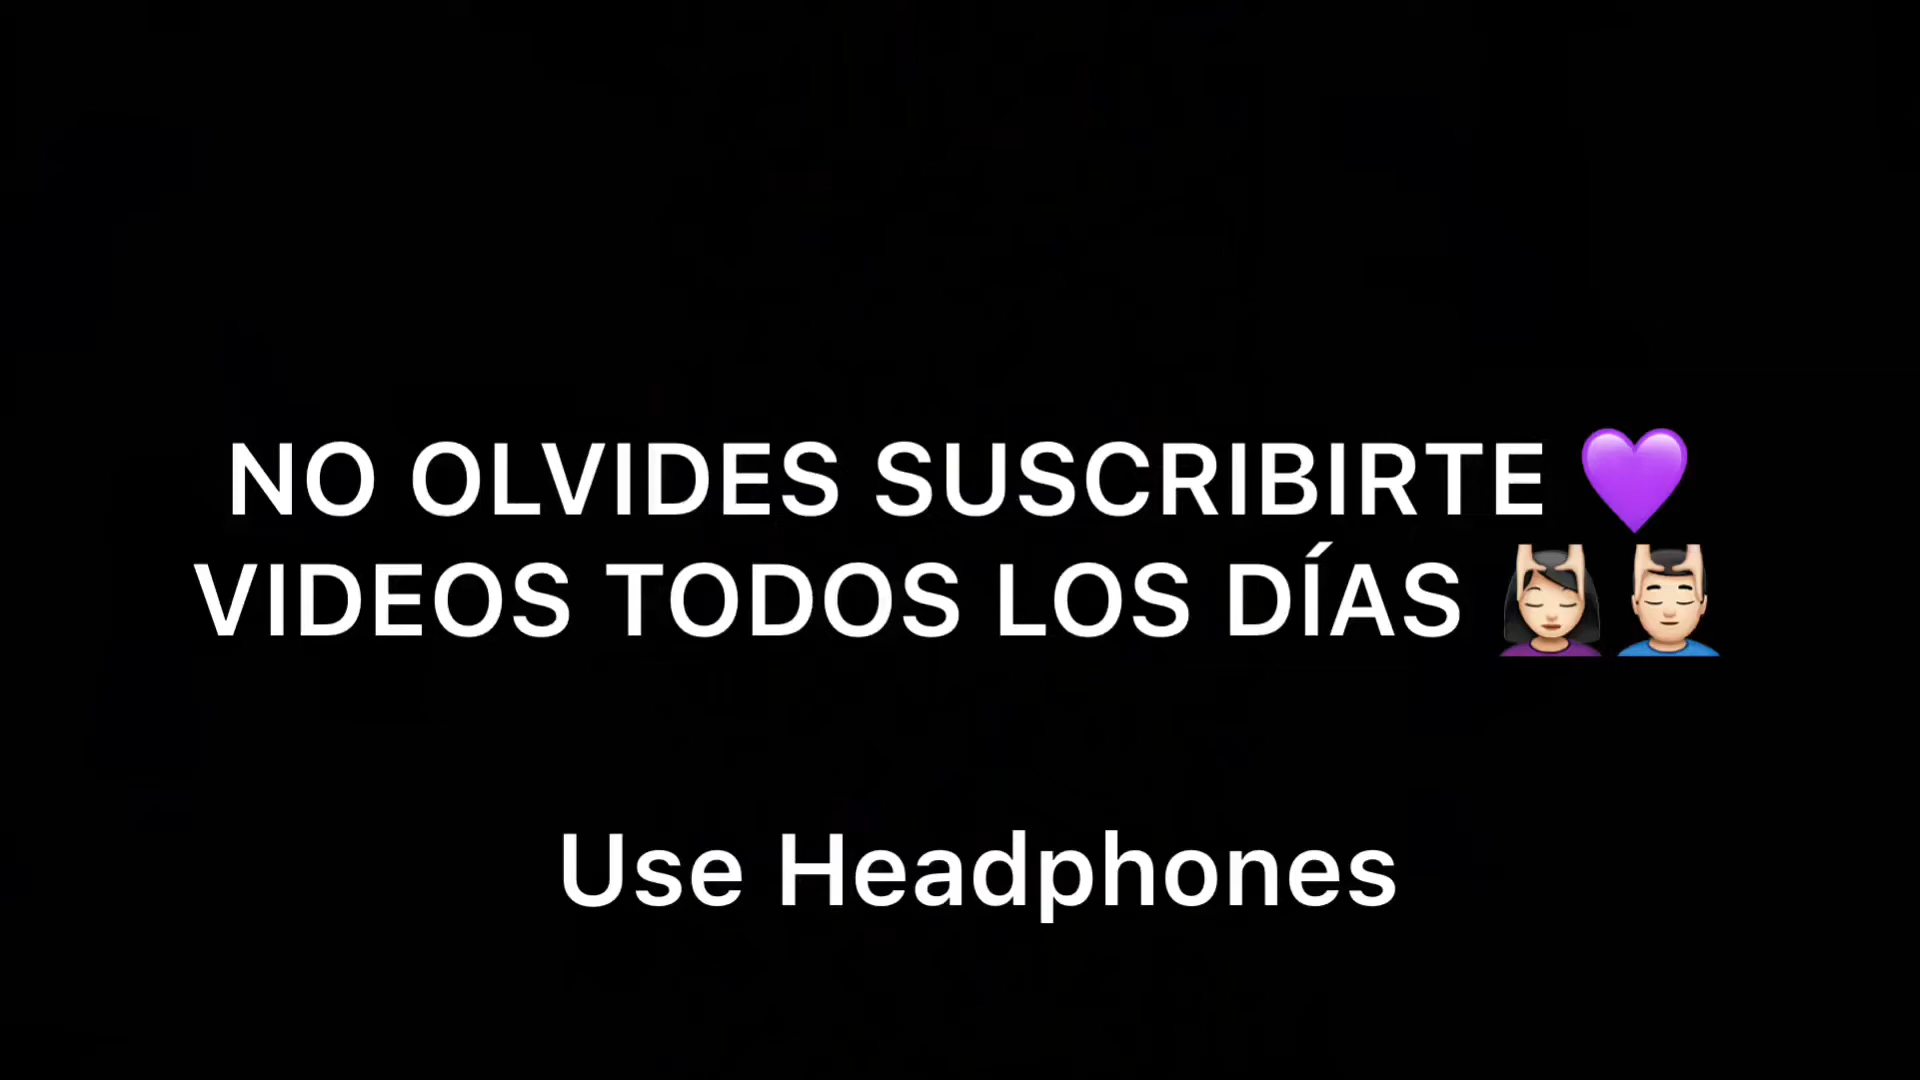 NO OLVIDES SUSCRIBIRTE 💜
VIDEOS TODOS LOS DÍAS 💆🏻‍♀️💆🏻‍♂️
Use Headphones